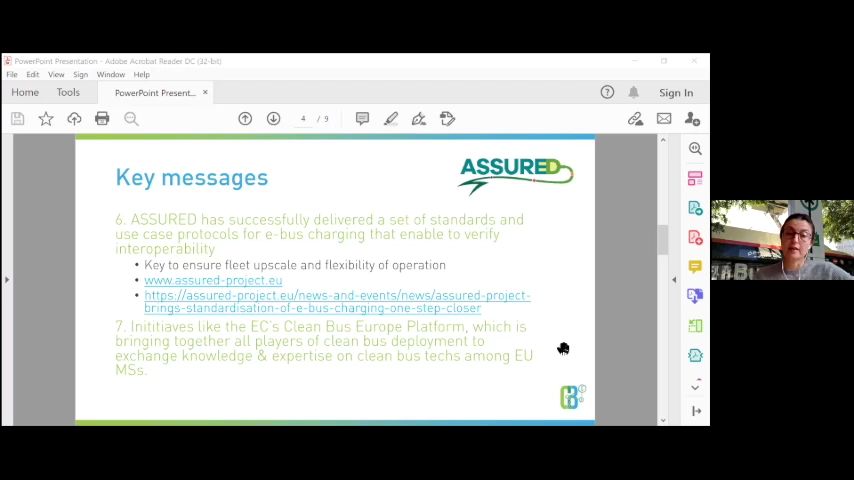 PowerPoint Presentation - Adobe Acrobat Reader DC (32-bit)
File Edit View Sign Window Help
Home Tools PowerPoint Present... × Sign In
4 / 9
ASSURED
Key messages
6. ASSURED has successfully delivered a set of standards and
use case protocols for e-bus charging that enable to verify
interoperability
• Key to ensure fleet upscale and flexibility of operation
• www.assured-project.eu
• https://assured-project.eu/news-and-events/news/assured-project-
brings-standardisation-of-e-bus-charging-one-step-closer
7. Inititiaves like the EC's Clean Bus Europe Platform, which is
bringing together all players of clean bus deployment to
exchange knowledge & expertise on clean bus techs among EU
MSs.